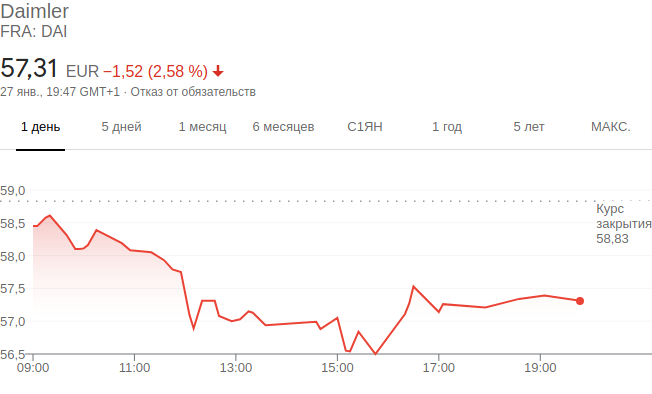 Daimler
FRA: DAI
57,31 EUR −1,52 (2,58 %)
27 янв., 19:47 GMT+1 · Отказ от обязательств
1 день 5 дней 1 месяц 6 месяцев С1ЯН 1 год 5 лет МАКС.
59,0
Курс
закрытия
58,83
58,5
58,0
57,5
57,0
56,5
09:00 11:00 13:00 15:00 17:00 19:00